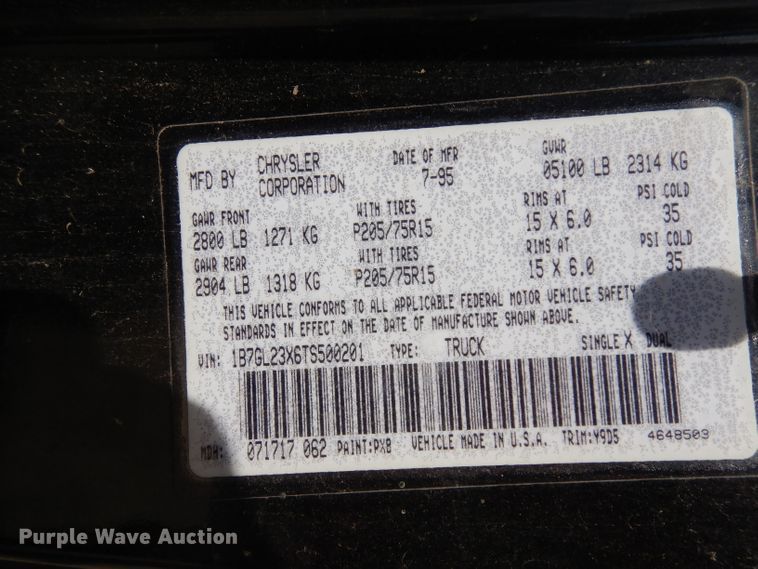 MFD BY CHRYSLER CORPORATION DATE OF MFR 7-95 GVWR 05100 LB 2314 KG
GAWR FRONT WITH TIRES RIMS AT PSI COLD
2800 LB 1271 KG P205/75R15 15 X 6.0 35
GAWR REAR WITH TIRES RIMS AT PSI COLD
2904 LB 1318 KG P205/75R15 15 X 6.0 35
THIS VEHICLE CONFORMS TO ALL APPLICABLE FEDERAL MOTOR VEHICLE SAFETY
STANDARDS IN EFFECT ON THE DATE OF MANUFACTURE SHOWN ABOVE.
VIN: 1B7GL23X6TS500201 TYPE: TRUCK SINGLE X DUAL
MDH: 071717 062 PAINT:PX8 VEHICLE MADE IN U.S.A. TRIM:Y9D5 4648503
Purple Wave Auction